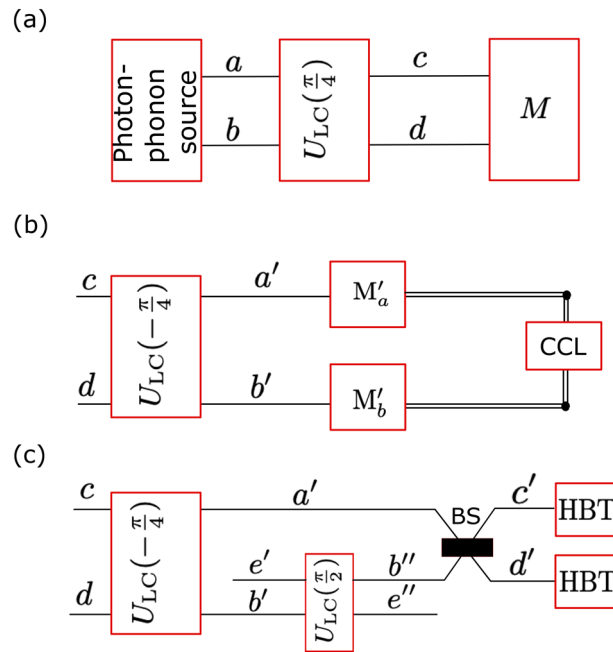 (a)
Photon-
phonon
source
a
b
U_LC(π/4)
c
d
M
(b)
c
d
U_LC(−π/4)
a′
b′
M′_a
M′_b
CCL
(c)
c
d
U_LC(−π/4)
a′
e′
b′
U_LC(π/2)
b″
e″
BS
c′
d′
HBT
HBT